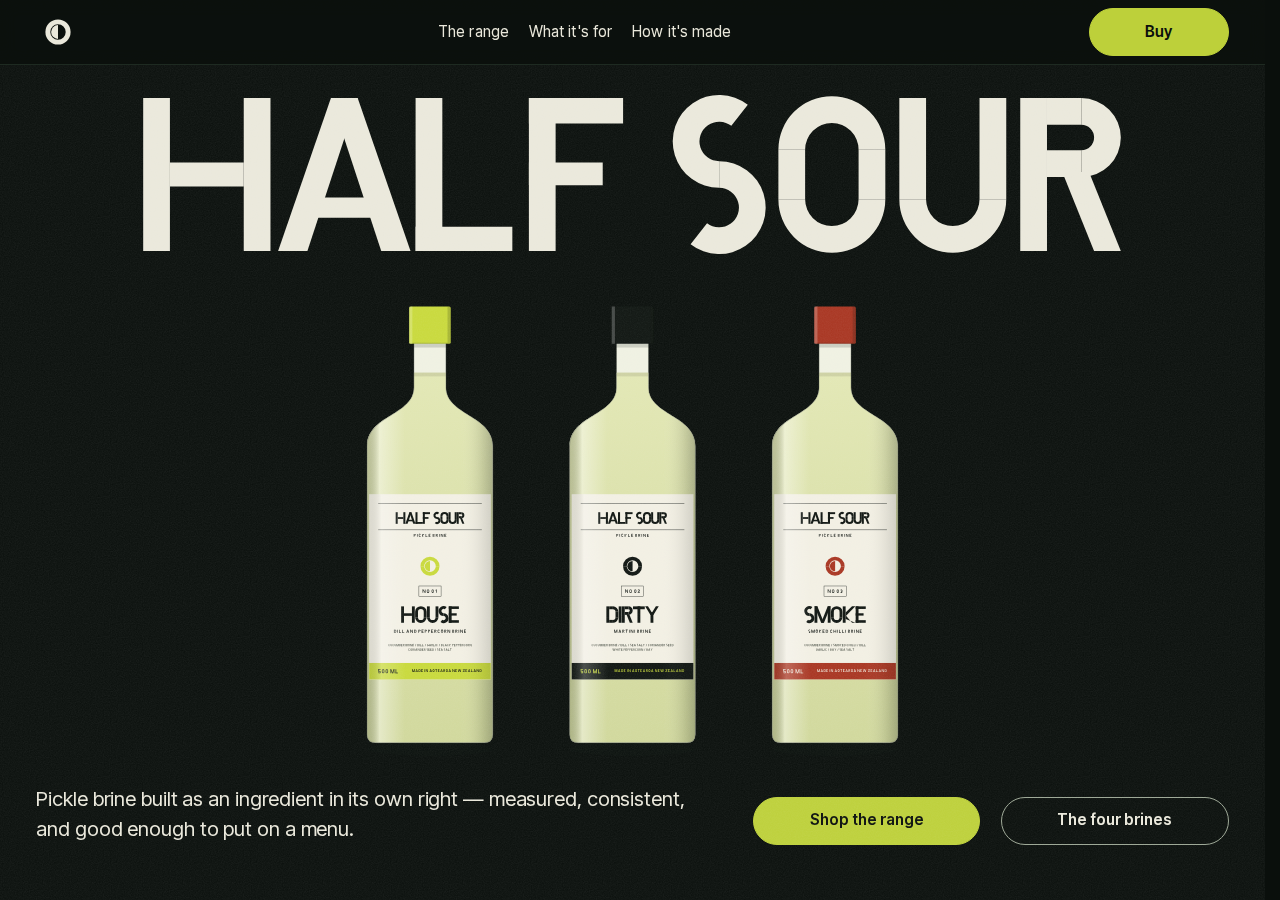 The range What it's for How it's made Buy
HALF SOUR
HALF SOUR
PICKLE BRINE
NO 01
HOUSE
DILL AND PEPPERCORN BRINE
500 ML MADE IN AOTEAROA NEW ZEALAND
HALF SOUR
PICKLE BRINE
NO 02
DIRTY
MARTINI BRINE
500 ML MADE IN AOTEAROA NEW ZEALAND
HALF SOUR
PICKLE BRINE
NO 03
SMOKE
SMOKED CHILLI BRINE
500 ML MADE IN AOTEAROA NEW ZEALAND
Pickle brine built as an ingredient in its own right — measured, consistent,
and good enough to put on a menu.
Shop the range
The four brines